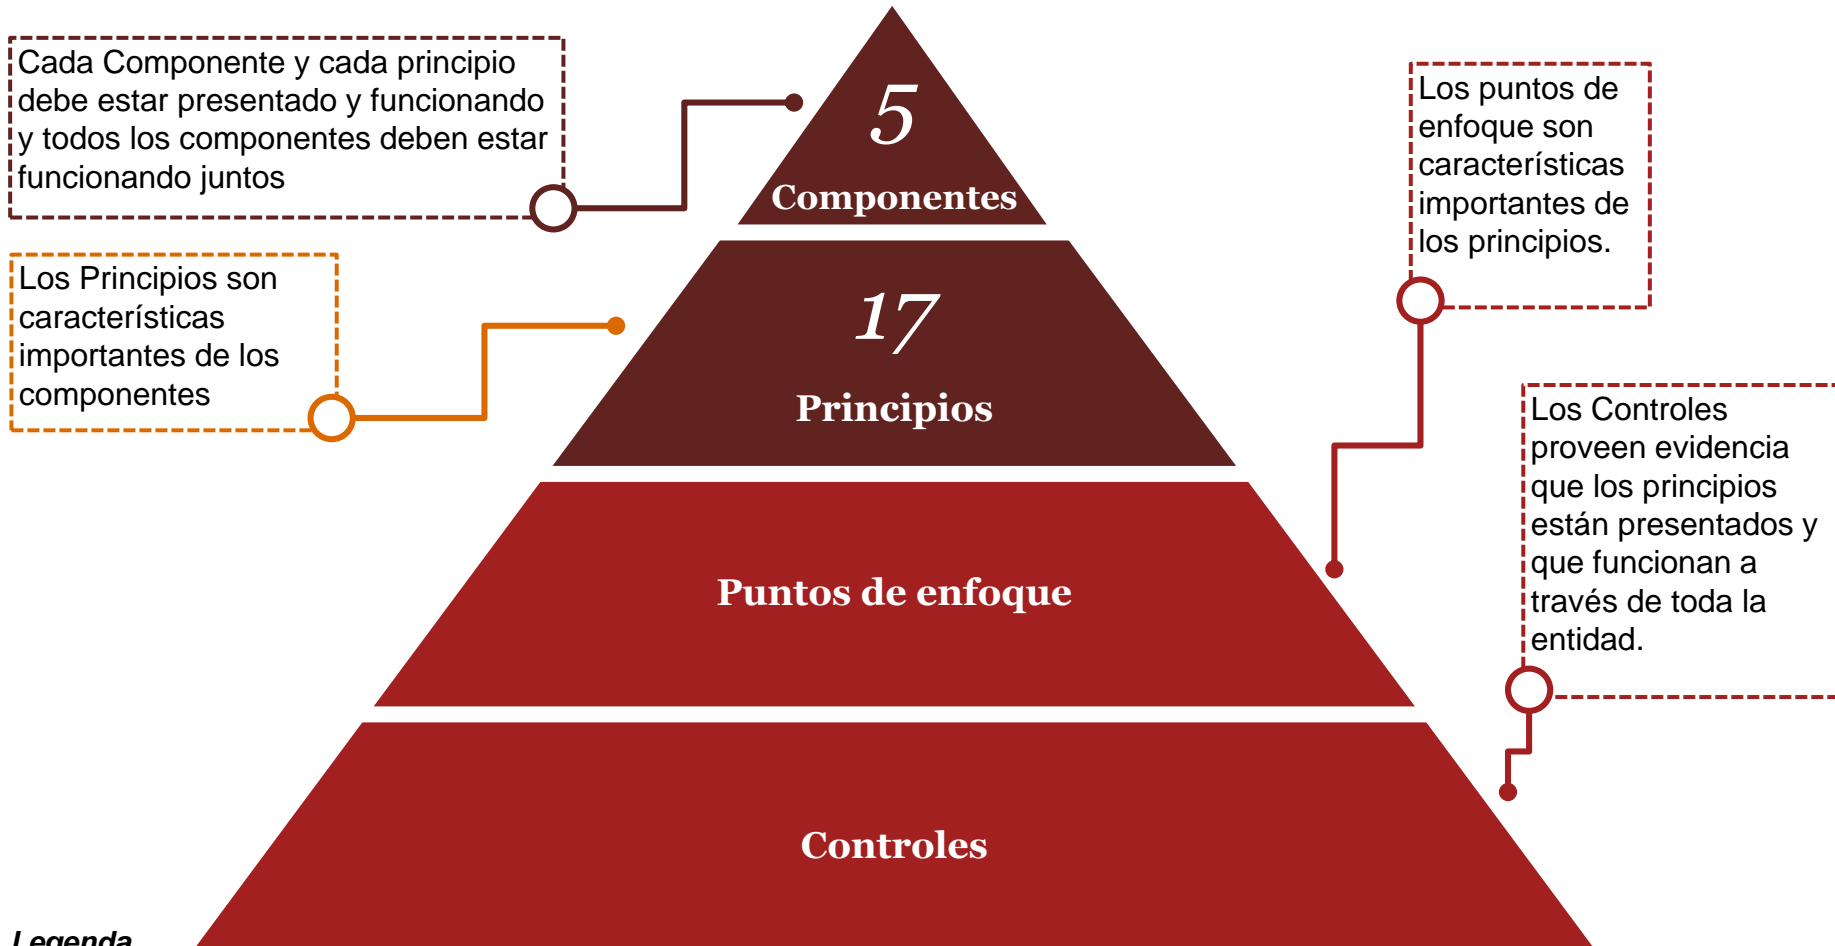 Cada Componente y cada principio
debe estar presentado y funcionando
y todos los componentes deben estar
funcionando juntos
5
Componentes
Los puntos de
enfoque son
características
importantes de
los principios.
Los Principios son
características
importantes de los
componentes
17
Principios
Los Controles
proveen evidencia
que los principios
están presentados y
que funcionan a
través de toda la
entidad.
Puntos de enfoque
Controles
Legenda